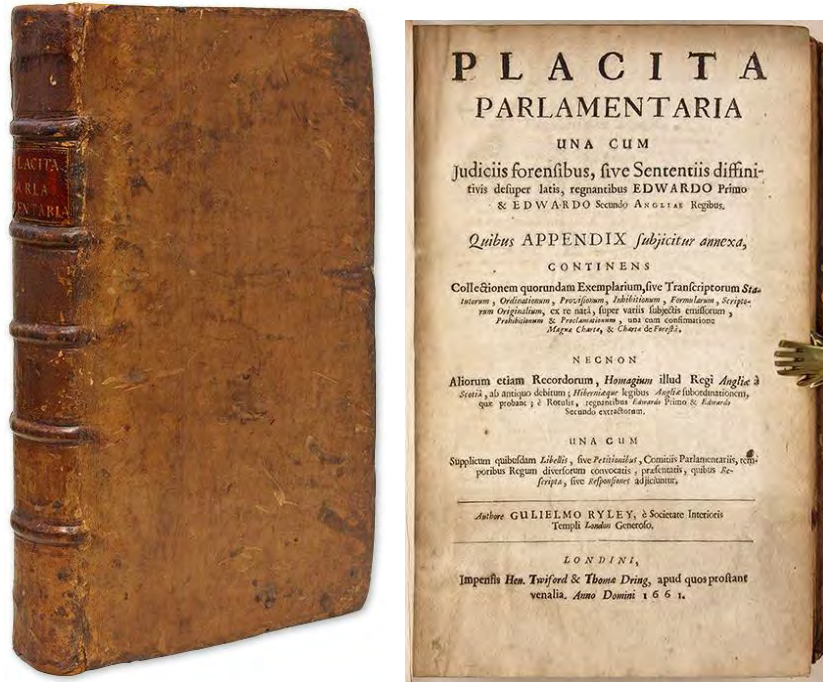 PLACITA
PARLA
MENTARIA
PLACITA
PARLAMENTARIA
UNA CUM
Judiciis forensibus, sive Sententiis diffini-
tivis desuper latis, regnantibus EDWARDO Primo
& EDWARDO Secundo ANGLIAE Regibus.
Quibus APPENDIX subjicitur annexa,
CONTINENS
Collectionem quorundam Exemplarium, sive Transcriptorum Sta-
tutorum, Ordinationum, Provisionum, Inhibitionum, Formularum, Scripto-
rum Originalium, ex re natâ, super variis subjectis emissorum,
Prohibitionum & Proclamationum, una cum confirmatione
Magnæ Chartæ, & Chartæ de Forestâ.
NECNON
Aliorum etiam Recordorum, Homagium illud Regi Angliæ à
Scotiâ, ab antiquo debitum; Hiberniæque legibus Angliæ subordinationem,
quæ probant; è Rotulis, regnantibus Edwardo Primo & Edwardo
Secundo extractorum.
UNA CUM
Supplicum quibusdam Libellis, sive Petitionibus, Comitiis Parlamentariis, tem-
poribus Regum diversorum convocatis, præsentatis, quibus Re-
scripta, sive Responsiones adjiciuntur.
Authore GULIELMO RYLEY, è Societate Interioris
Templi London Generoso.
LONDINI,
Impensis Hen. Twiford & Thomæ Dring, apud quos prostant
venalia. Anno Domini 1661.